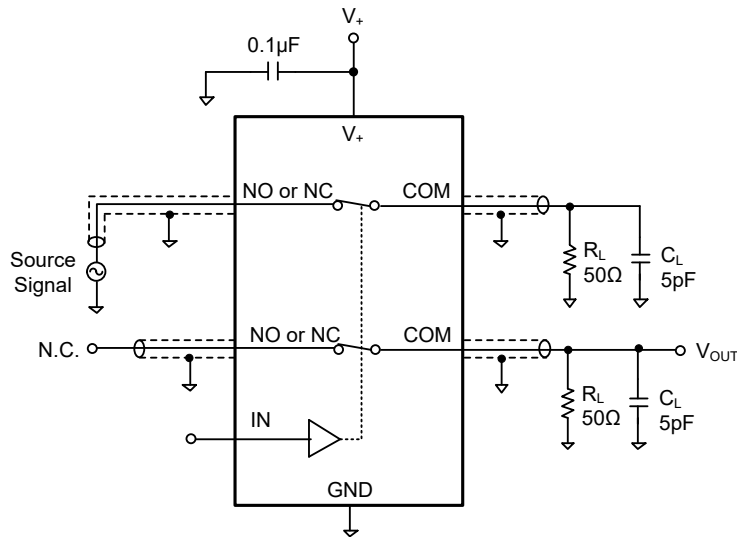 V+
0.1µF
V+
NO or NC
COM
Source
Signal
RL
50Ω
CL
5pF
N.C.
NO or NC
COM
VOUT
RL
50Ω
CL
5pF
IN
GND